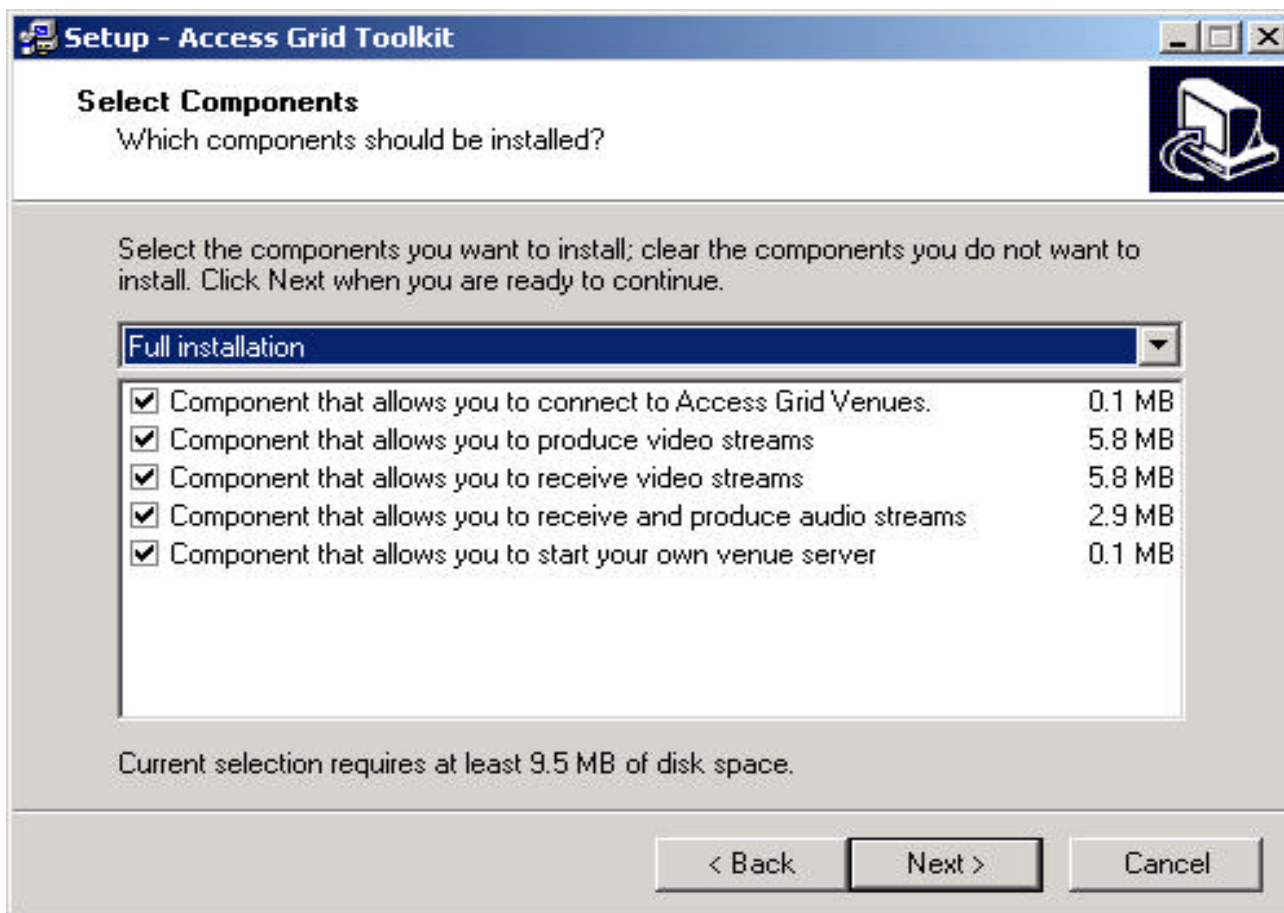 Setup - Access Grid Toolkit
Select Components
Which components should be installed?
Select the components you want to install; clear the components you do not want to
install. Click Next when you are ready to continue.
Full installation
Component that allows you to connect to Access Grid Venues. 0.1 MB
Component that allows you to produce video streams 5.8 MB
Component that allows you to receive video streams 5.8 MB
Component that allows you to receive and produce audio streams 2.9 MB
Component that allows you to start your own venue server 0.1 MB
Current selection requires at least 9.5 MB of disk space.
< Back Next > Cancel